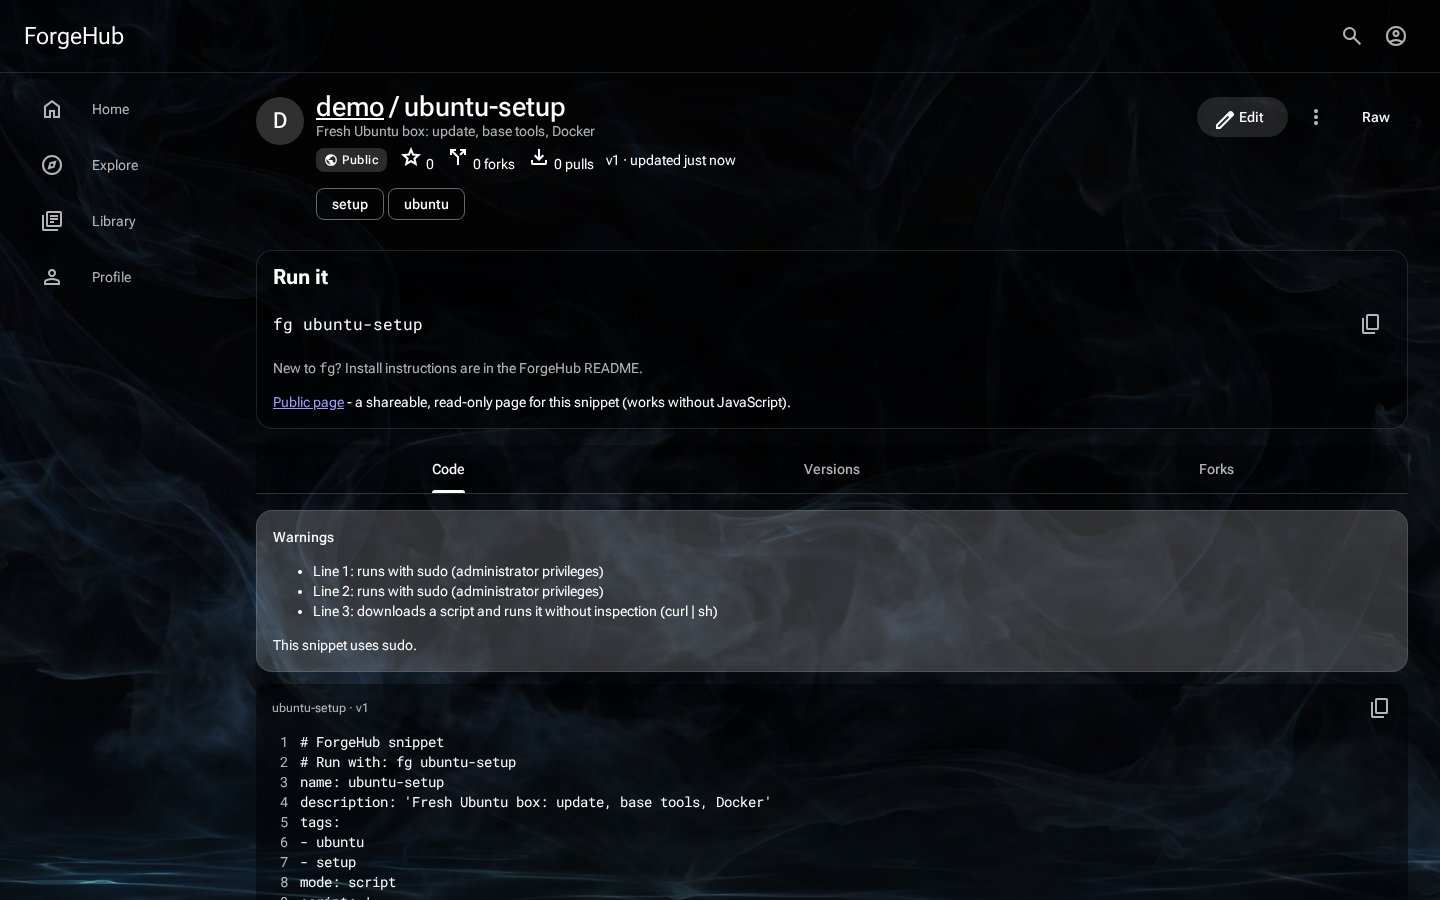 ForgeHub
Home
Explore
Library
Profile
D
demo / ubuntu-setup
Fresh Ubuntu box: update, base tools, Docker
Public 0 0 forks 0 pulls v1 · updated just now
setup ubuntu
Edit
Raw
Run it
fg ubuntu-setup
New to fg? Install instructions are in the ForgeHub README.
Public page - a shareable, read-only page for this snippet (works without JavaScript).
Code Versions Forks
Warnings
• Line 1: runs with sudo (administrator privileges)
• Line 2: runs with sudo (administrator privileges)
• Line 3: downloads a script and runs it without inspection (curl | sh)
This snippet uses sudo.
ubuntu-setup · v1
1 # ForgeHub snippet
2 # Run with: fg ubuntu-setup
3 name: ubuntu-setup
4 description: 'Fresh Ubuntu box: update, base tools, Docker'
5 tags:
6 - ubuntu
7 - setup
8 mode: script